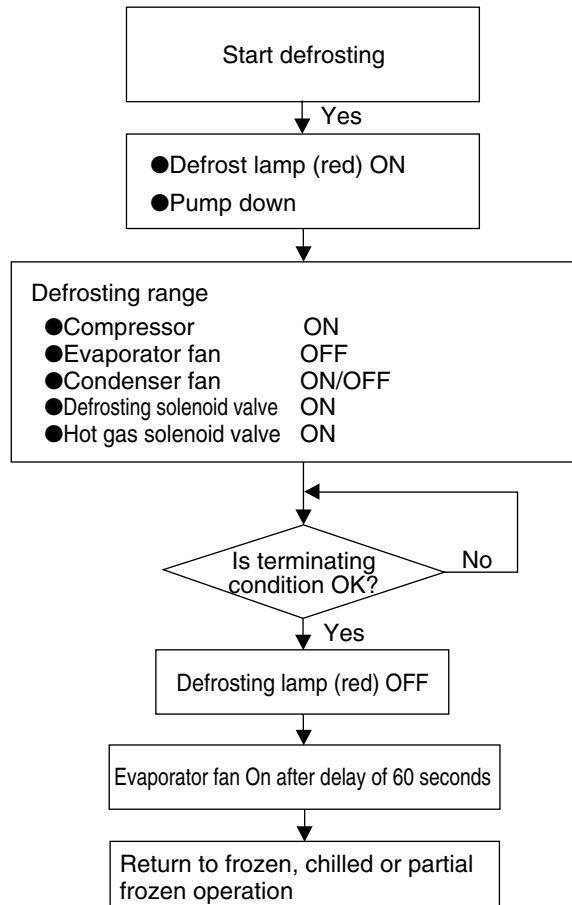 Start defrosting
Yes
●Defrost lamp (red) ON
●Pump down
Defrosting range
●Compressor ON
●Evaporator fan OFF
●Condenser fan ON/OFF
●Defrosting solenoid valve ON
●Hot gas solenoid valve ON
Is terminating
condition OK?
No
Yes
Defrosting lamp (red) OFF
Evaporator fan On after delay of 60 seconds
Return to frozen, chilled or partial
frozen operation